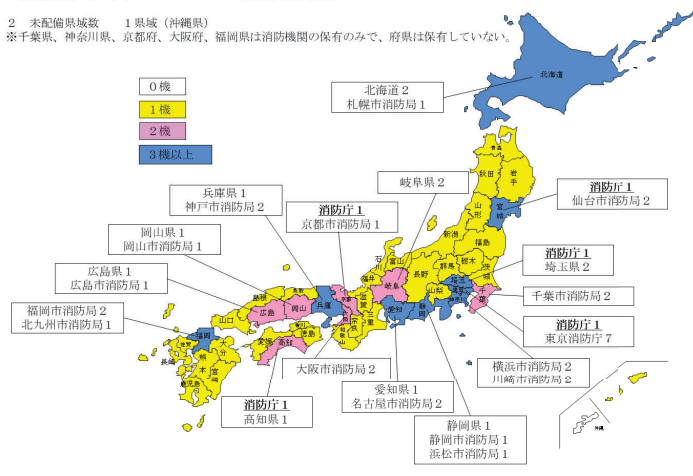 ２　未配備県域数　　１県域（沖縄県）
※千葉県、神奈川県、京都府、大阪府、福岡県は消防機関の保有のみで、府県は保有していない。
０機
１機
２機
３機以上
北海道２
札幌市消防局１
北海道
岐阜県２
兵庫県１
神戸市消防局２
消防庁１
京都市消防局１
消防庁１
仙台市消防局２
岡山県１
岡山市消防局１
消防庁１
埼玉県２
広島県１
広島市消防局１
千葉市消防局２
福岡市消防局２
北九州市消防局１
消防庁１
東京消防庁７
大阪市消防局２
横浜市消防局２
川崎市消防局２
愛知県１
名古屋市消防局２
消防庁１
高知県１
静岡県１
静岡市消防局１
浜松市消防局１
青森
秋田
岩手
山形
宮城
新潟
福島
石川
富山
群馬
栃木
茨城
長野
埼玉
福井
岐阜
山梨
東京
神奈川
千葉
鳥取
島根
京都
滋賀
兵庫
岡山
広島
愛知
静岡
山口
大阪
奈良
三重
和歌山
香川
徳島
愛媛
高知
福岡
佐賀
大分
長崎
熊本
宮崎
鹿児島
沖縄